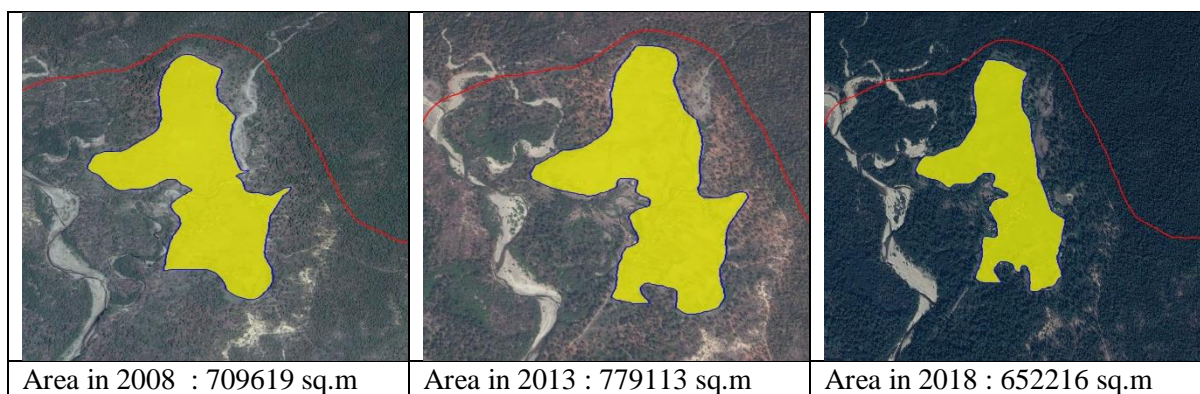 Area in 2008 : 709619 sq.m
Area in 2013 : 779113 sq.m
Area in 2018 : 652216 sq.m